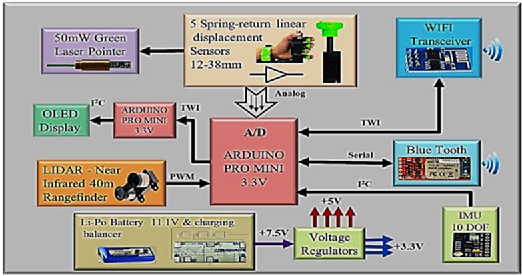 50mW Green
Laser Pointer
5 Spring-return linear
displacement
Sensors
12-38mm
WIFI
Transceiver
Analog
OLED
Display
I²C
ARDUINO
PRO MINI
3.3V
TWI
A/D
ARDUINO
PRO MINI
3.3V
TWI
Serial
Blue Tooth
LIDAR - Near
Infrared 40m
Rangefinder
PWM
I²C
IMU
10 DOF
Li-Po Battery 11.1V & charging
balancer
+7.5V
+5V
Voltage
Regulators
+3.3V